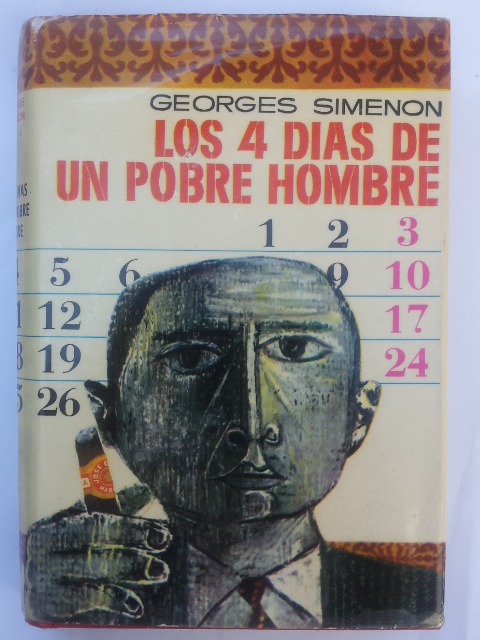 GEORGES SIMENON
LOS 4 DIAS DE
UN POBRE HOMBRE
1 2 3
5 6 9 10
12 17
19 24
26
JOSE